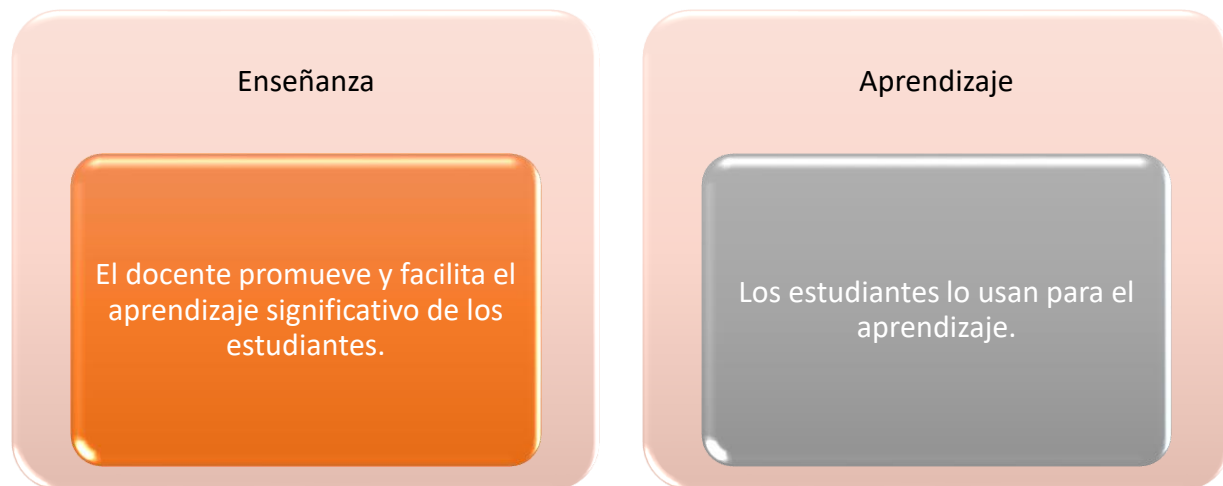 Enseñanza
El docente promueve y facilita el
aprendizaje significativo de los
estudiantes.
Aprendizaje
Los estudiantes lo usan para el
aprendizaje.